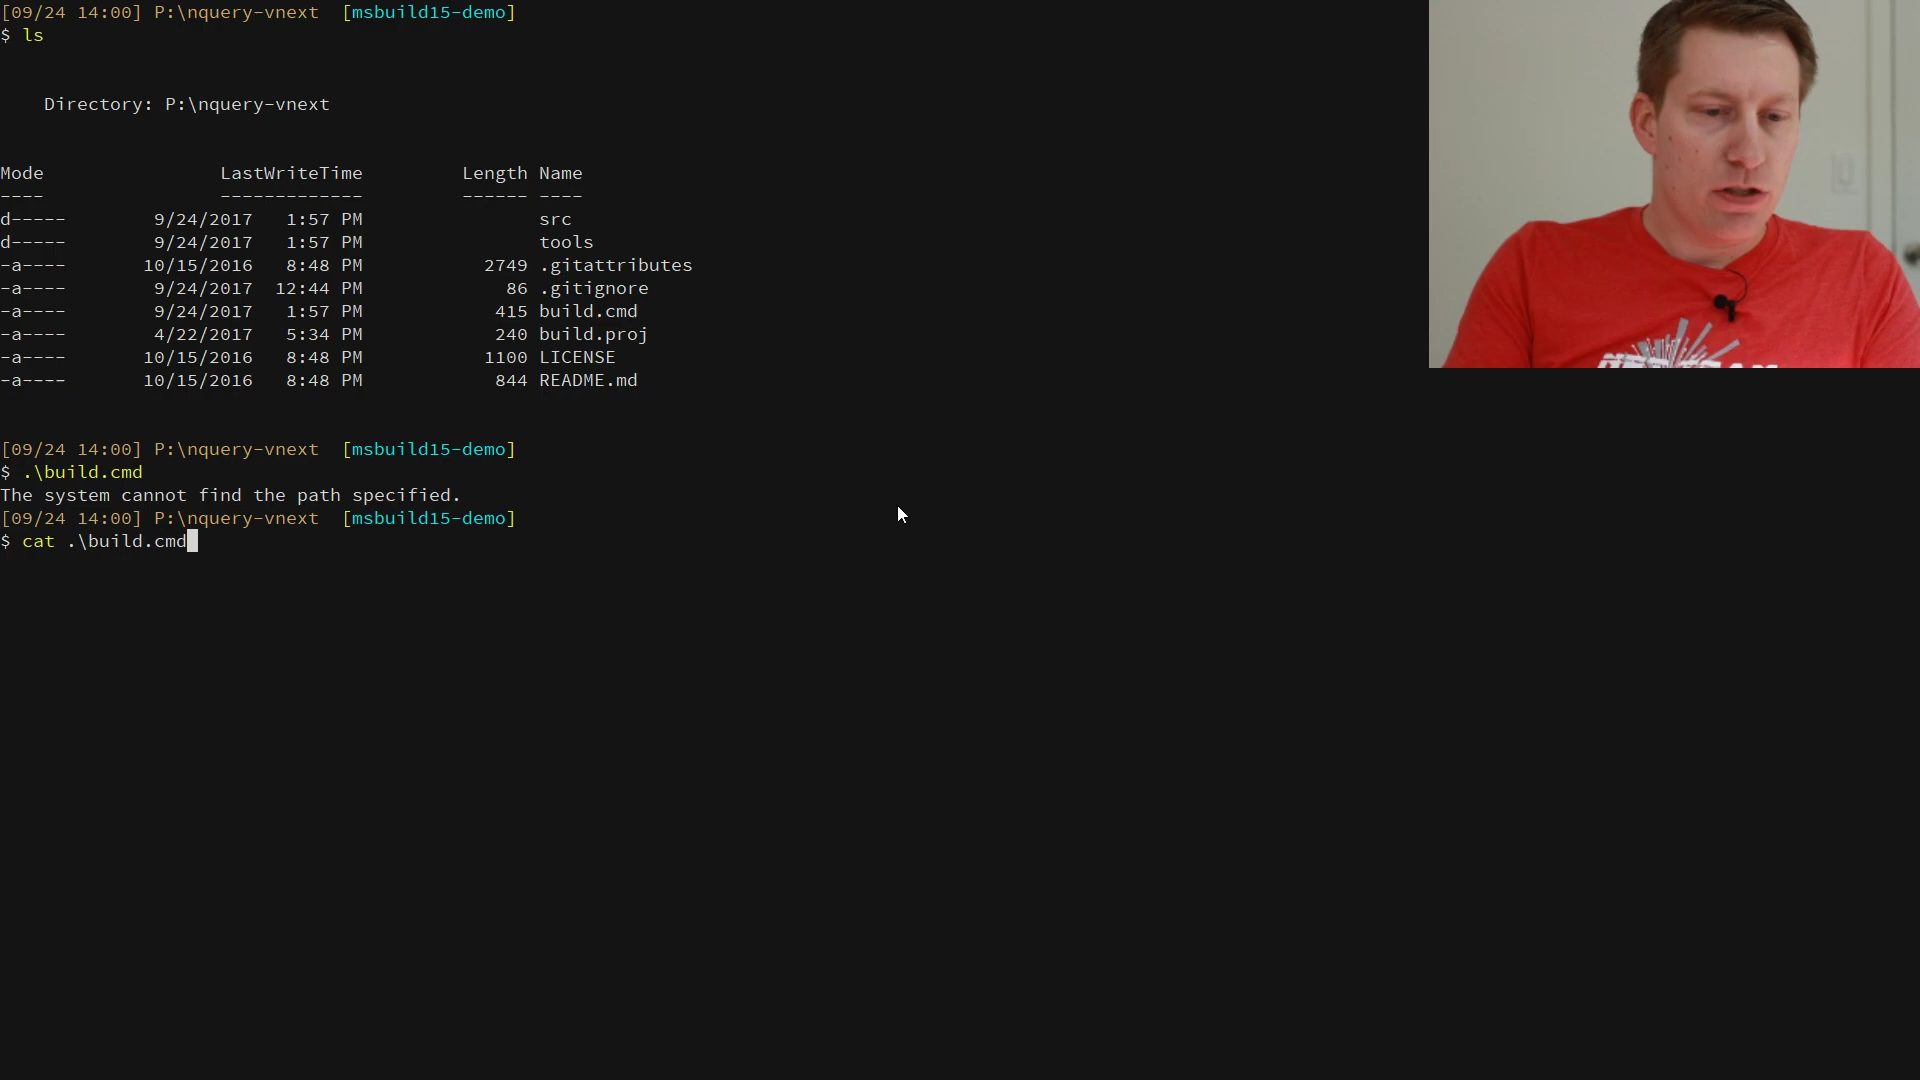 [09/24 14:00] P:\nquery-vnext  [msbuild15-demo]
$ ls
Directory: P:\nquery-vnext
Mode                LastWriteTime         Length Name
----                -------------         ------ ----
d-----        9/24/2017   1:57 PM                src
d-----        9/24/2017   1:57 PM                tools
-a----       10/15/2016   8:48 PM           2749 .gitattributes
-a----        9/24/2017  12:44 PM             86 .gitignore
-a----        9/24/2017   1:57 PM            415 build.cmd
-a----        4/22/2017   5:34 PM            240 build.proj
-a----       10/15/2016   8:48 PM           1100 LICENSE
-a----       10/15/2016   8:48 PM            844 README.md
[09/24 14:00] P:\nquery-vnext  [msbuild15-demo]
$ .\build.cmd
The system cannot find the path specified.
[09/24 14:00] P:\nquery-vnext  [msbuild15-demo]
$ cat .\build.cmd